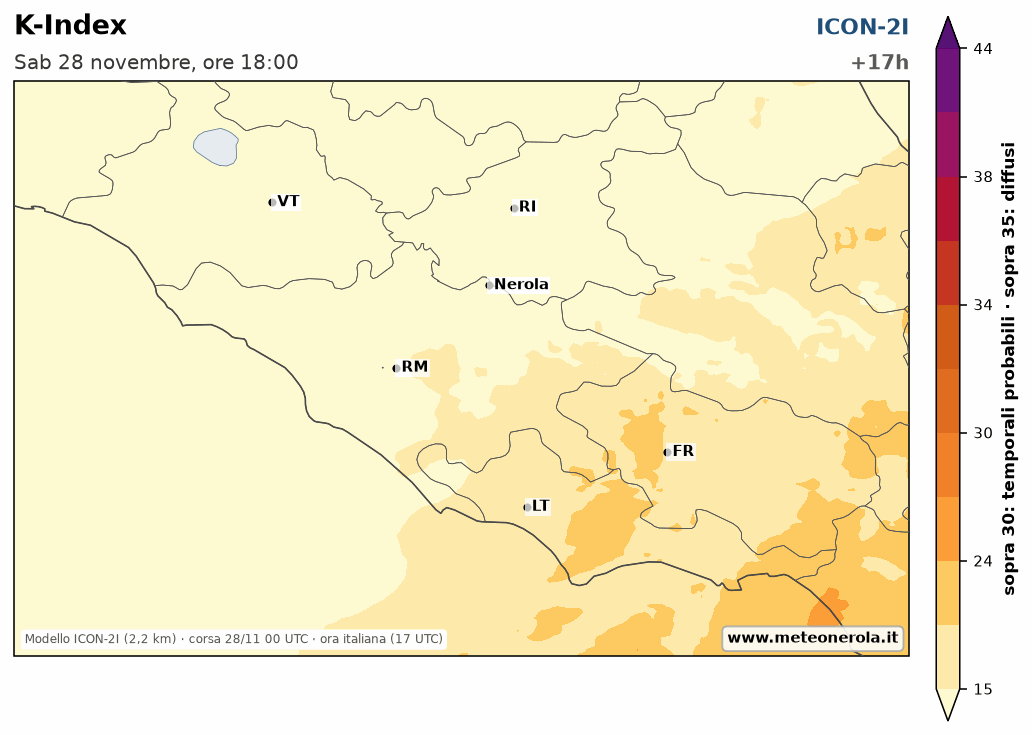 K-Index
ICON-2I
Sab 28 novembre, ore 18:00
+17h
VT
RI
Nerola
RM
FR
LT
Modello ICON-2I (2,2 km) · corsa 28/11 00 UTC · ora italiana (17 UTC)
www.meteonerola.it
44
38
34
30
24
15
sopra 30: temporali probabili · sopra 35: diffusi